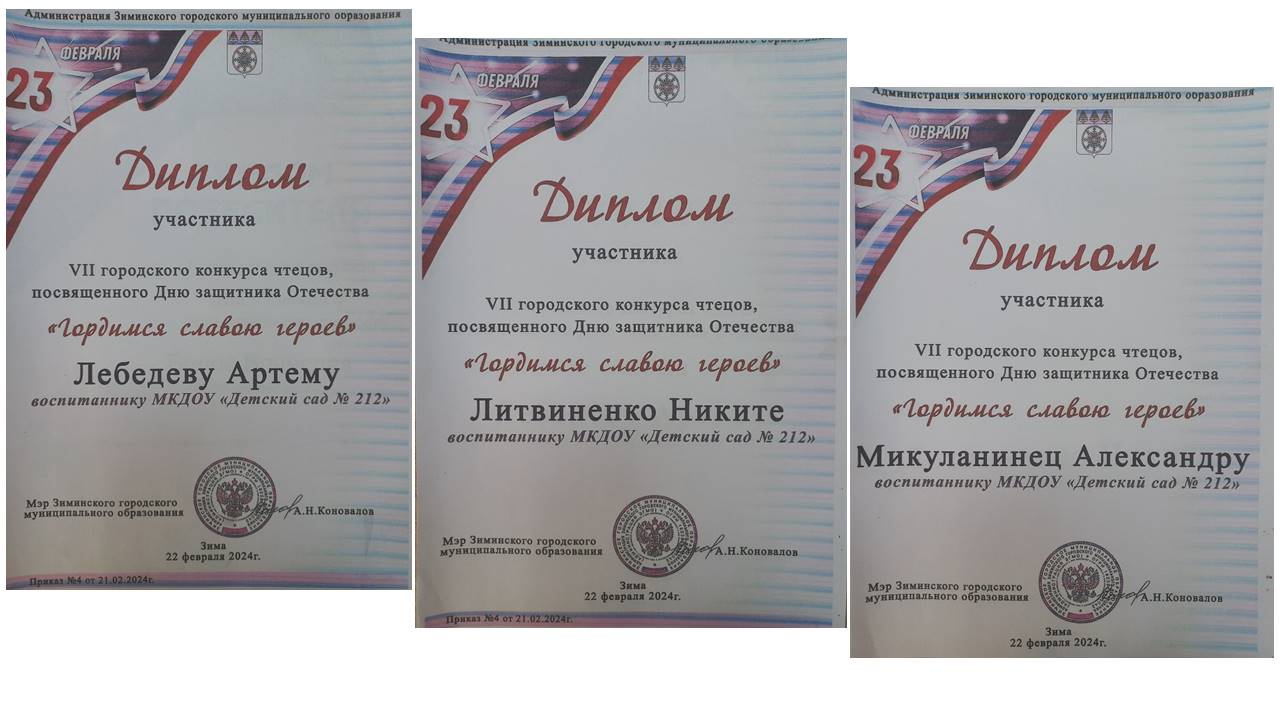 Администрация Зиминского городского муниципального образования
23 ФЕВРАЛЯ
Диплом
участника
VII городского конкурса чтецов,
посвященного Дню защитника Отечества
«Гордимся славою героев»
Лебедеву Артему
воспитаннику МКДОУ «Детский сад № 212»
Мэр Зиминского городского
муниципального образования
А.Н.Коновалов
Зима
22 февраля 2024г.
Приказ №4 от 21.02.2024г.
Администрация Зиминского городского муниципального образования
23 ФЕВРАЛЯ
Диплом
участника
VII городского конкурса чтецов,
посвященного Дню защитника Отечества
«Гордимся славою героев»
Литвиненко Никите
воспитаннику МКДОУ «Детский сад № 212»
Мэр Зиминского городского
муниципального образования
А.Н.Коновалов
Зима
22 февраля 2024г.
Приказ №4 от 21.02.2024г.
Администрация Зиминского городского муниципального образования
23 ФЕВРАЛЯ
Диплом
участника
VII городского конкурса чтецов,
посвященного Дню защитника Отечества
«Гордимся славою героев»
Микуланинец Александру
воспитаннику МКДОУ «Детский сад № 212»
Мэр Зиминского городского
муниципального образования
А.Н.Коновалов
Зима
22 февраля 2024г.